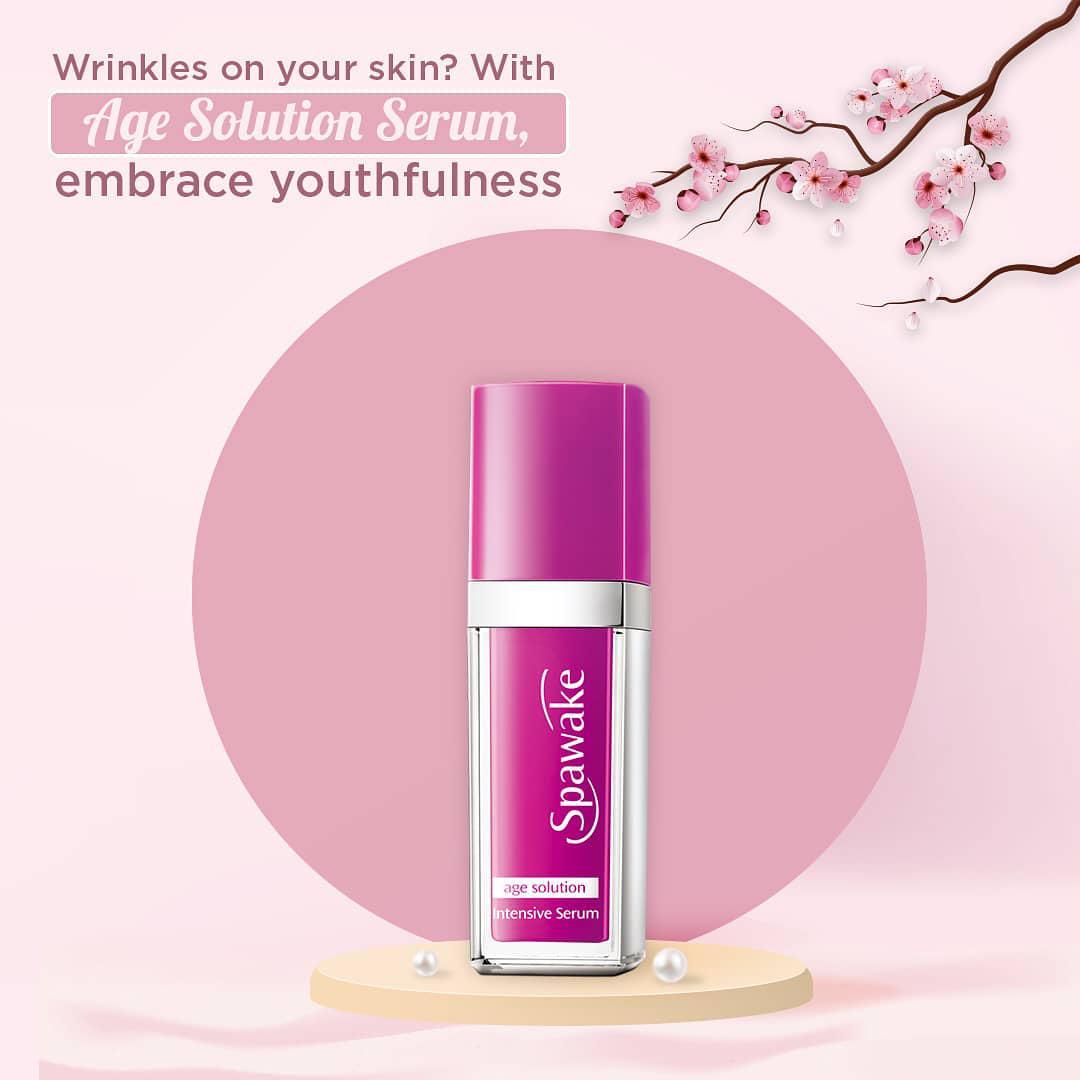 Wrinkles on your skin? With
Age Solution Serum,
embrace youthfulness
Spawake
age solution
Intensive Serum